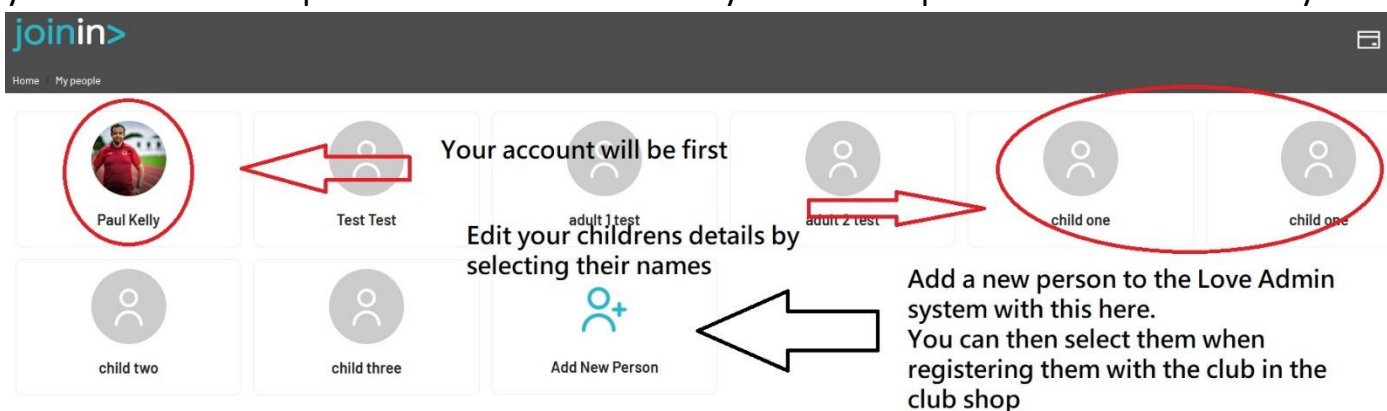 joinin>
Home / My people
Your account will be first
Paul Kelly
Test Test
adult 1 test
adult 2 test
child one
child one
Edit your childrens details by
selecting their names
Add a new person to the Love Admin
system with this here.
You can then select them when
registering them with the club in the
club shop
child two
child three
Add New Person